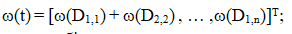 ω(t) = [ω(D₁,₁) + ω(D₂,₂) , … ,ω(D₁,ₙ)]ᵀ;